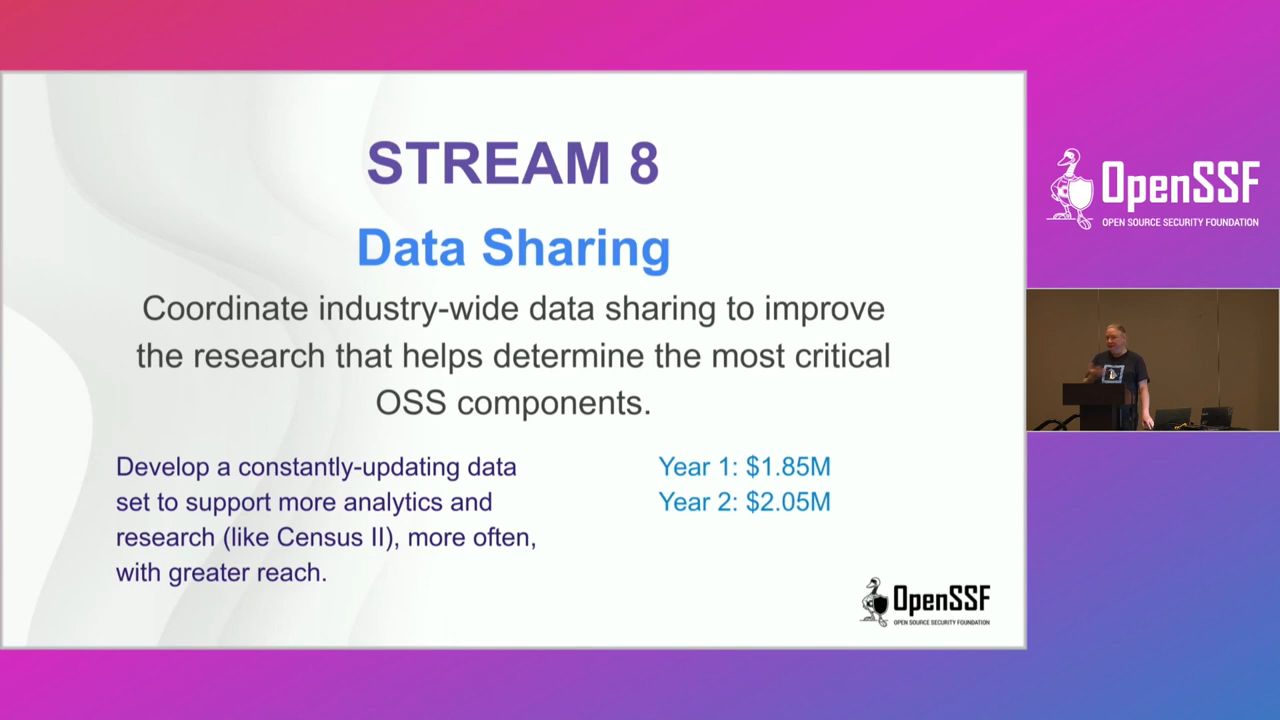 STREAM 8
Data Sharing
Coordinate industry-wide data sharing to improve
the research that helps determine the most critical
OSS components.
Develop a constantly-updating data
set to support more analytics and
research (like Census II), more often,
with greater reach.
Year 1: $1.85M
Year 2: $2.05M
OpenSSF
OPEN SOURCE SECURITY FOUNDATION
OpenSSF
OPEN SOURCE SECURITY FOUNDATION